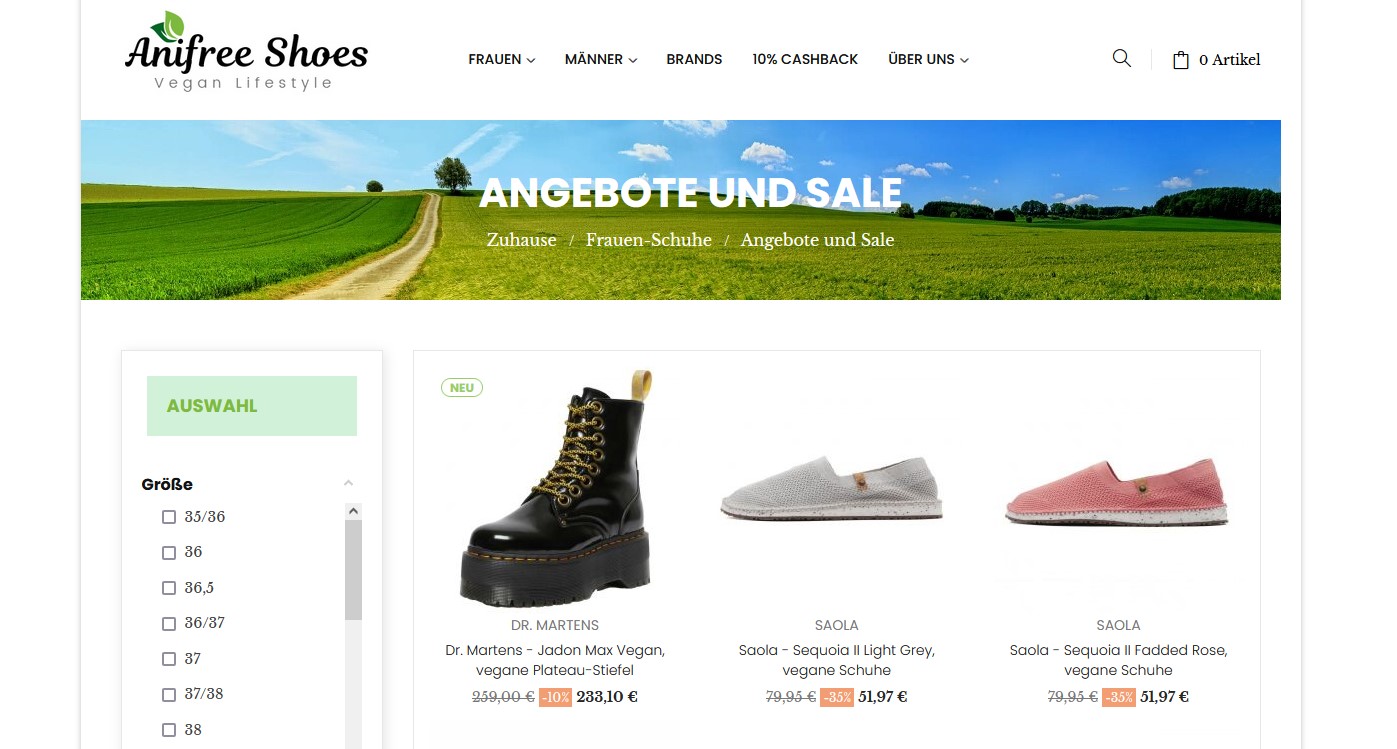 Anifree Shoes
Vegan Lifestyle
FRAUEN
MÄNNER
BRANDS
10% CASHBACK
ÜBER UNS
0 Artikel
ANGEBOTE UND SALE
Zuhause / Frauen-Schuhe / Angebote und Sale
AUSWAHL
Größe
35/36
36
36,5
36/37
37
37/38
38
NEU
DR. MARTENS
Dr. Martens - Jadon Max Vegan,
vegane Plateau-Stiefel
259,00 € -10% 233,10 €
SAOLA
Saola - Sequoia II Light Grey,
vegane Schuhe
79,95 € -35% 51,97 €
SAOLA
Saola - Sequoia II Fadded Rose,
vegane Schuhe
79,95 € -35% 51,97 €